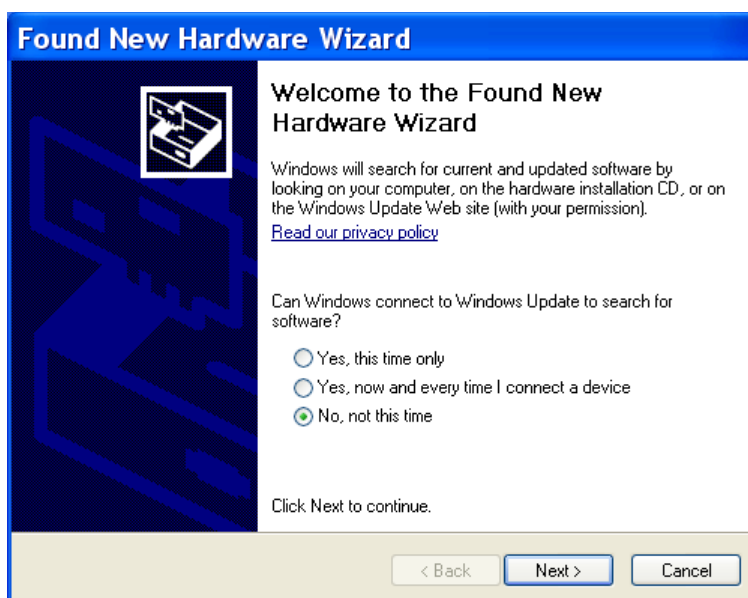 Found New Hardware Wizard
Welcome to the Found New
Hardware Wizard
Windows will search for current and updated software by
looking on your computer, on the hardware installation CD, or on
the Windows Update Web site (with your permission).
Read our privacy policy
Can Windows connect to Windows Update to search for
software?
Yes, this time only
Yes, now and every time I connect a device
No, not this time
Click Next to continue.
< Back Next > Cancel